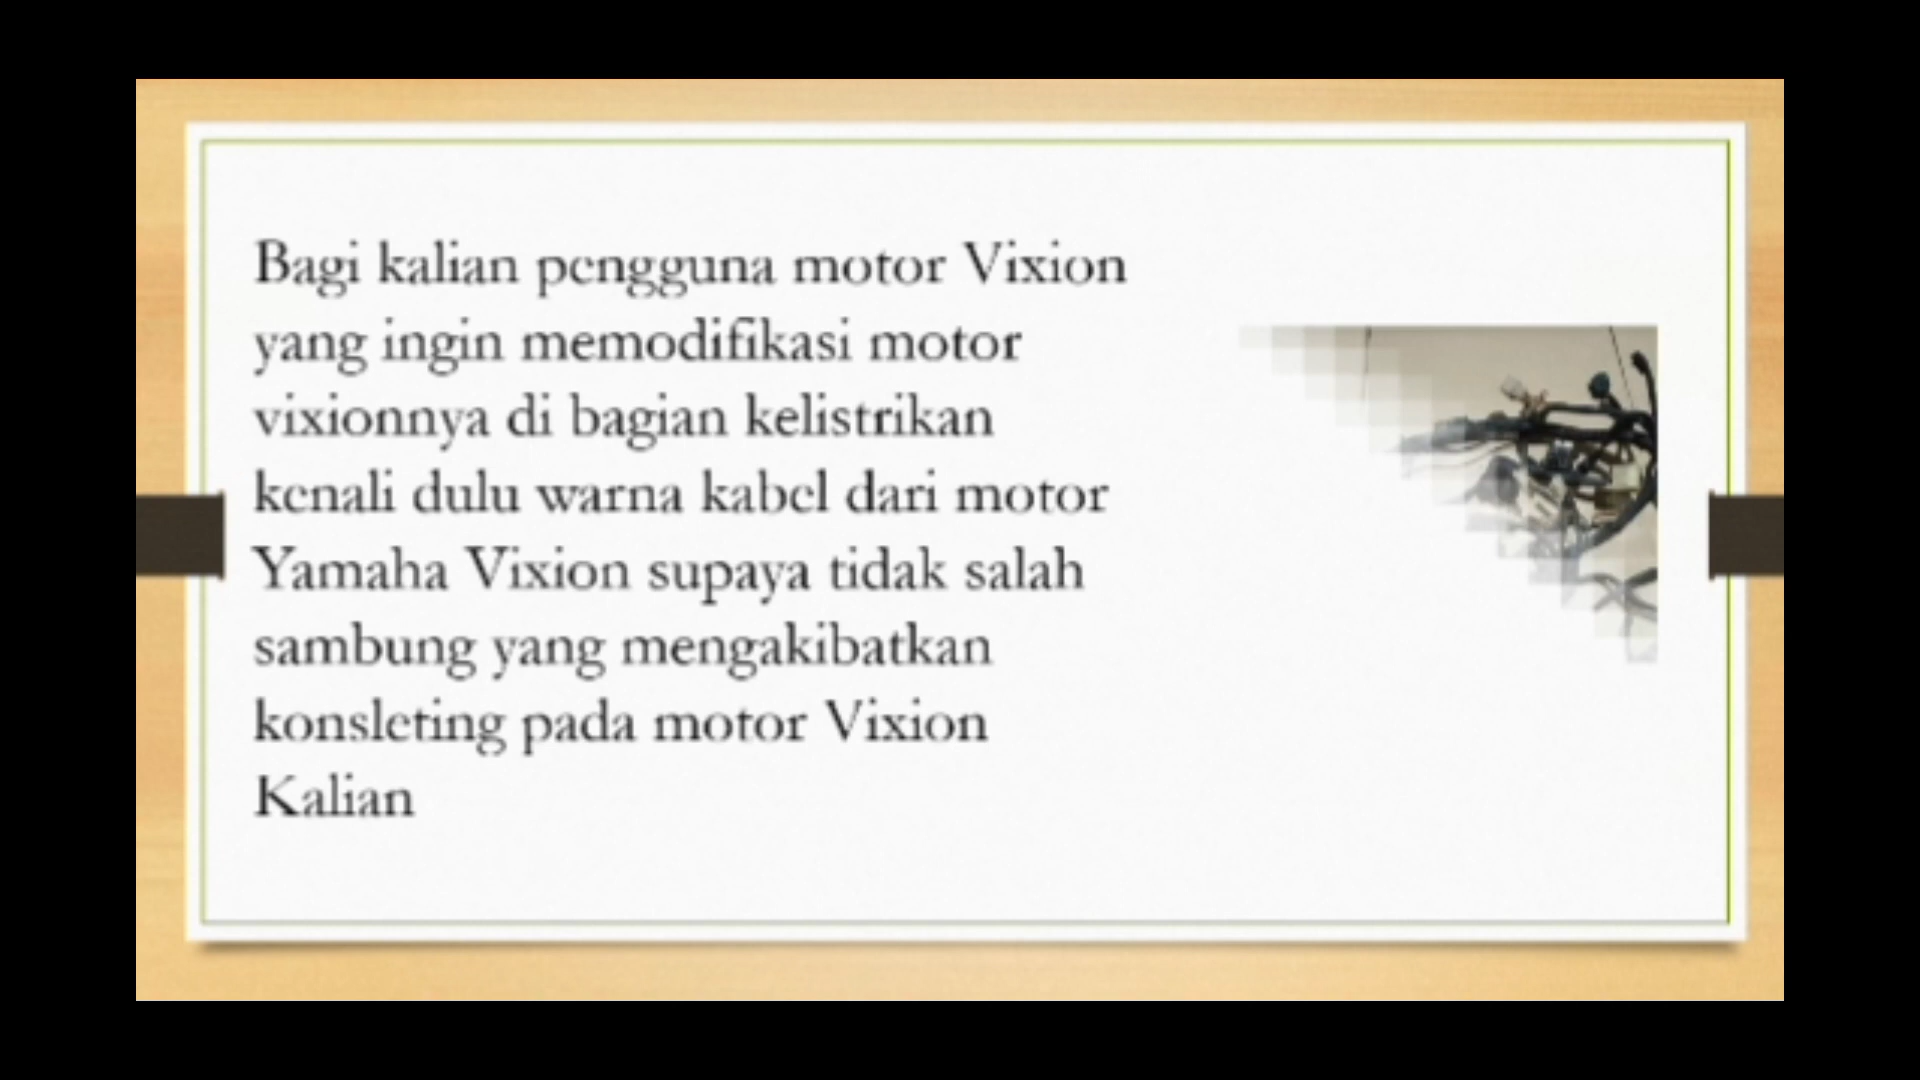 Bagi kalian pengguna motor Vixion
yang ingin memodifikasi motor
vixionnya di bagian kelistrikan
kenali dulu warna kabel dari motor
Yamaha Vixion supaya tidak salah
sambung yang mengakibatkan
konsleting pada motor Vixion
Kalian